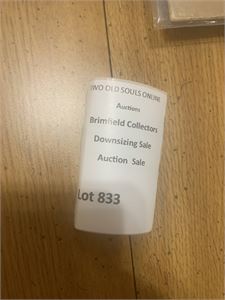 TWO OLD SOULS ONLINE
Auctions
Brimfield Collectors
Downsizing Sale
Auction Sale
Lot 833